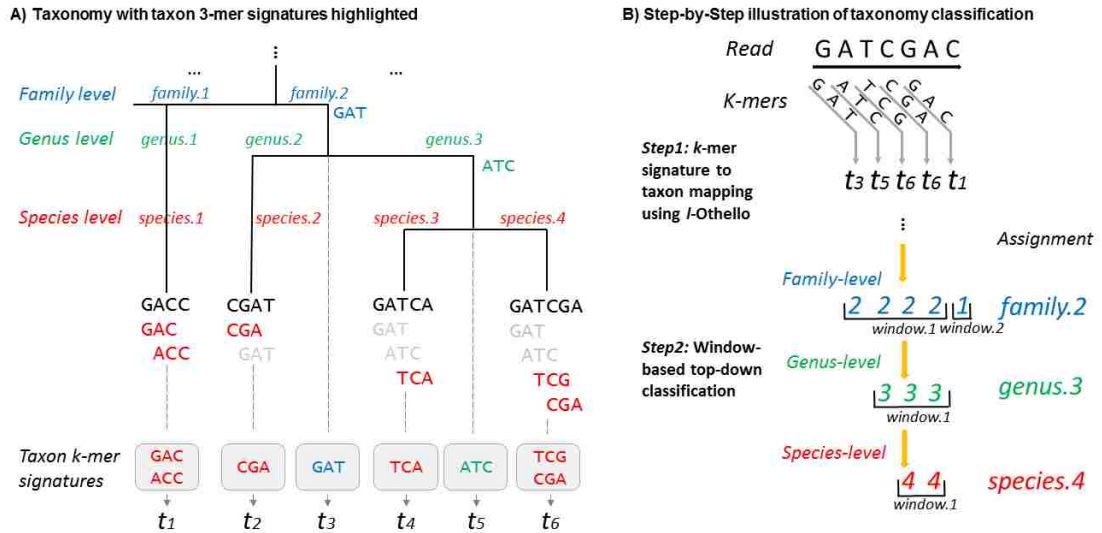 A) Taxonomy with taxon 3-mer signatures highlighted
...
Family level
family.1
family.2
GAT
Genus level
genus.1
genus.2
genus.3
ATC
Species level
species.1
species.2
species.3
species.4
GACC
GAC
ACC
CGAT
CGA
GAT
GATCA
GAT
ATC
TCA
GATCGA
GAT
ATC
TCG
CGA
Taxon k-mer
signatures
GAC
ACC
CGA
GAT
TCA
ATC
TCG
CGA
t1 t2 t3 t4 t5 t6
B) Step-by-Step illustration of taxonomy classification
Read
GATCGAC
K-mers
GAT
ATC
TCG
CGA
GAC
Step1: k-mer
signature to
taxon mapping
using l-Othello
t3 t5 t6 t6 t1
Assignment
Family-level
2 2 2 2 1
window.1 window.2
family.2
Step2: Window-
based top-down
classification
Genus-level
3 3 3
window.1
genus.3
Species-level
4 4
window.1
species.4